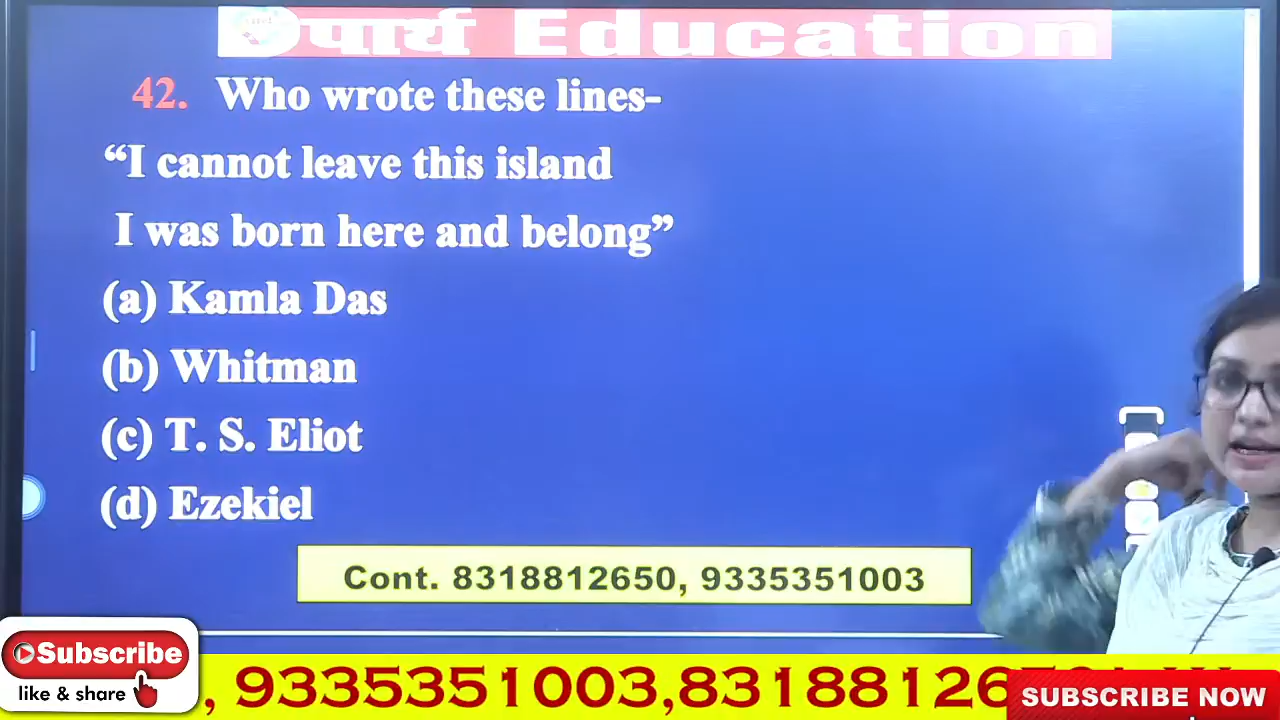 पार्थ Education
42. Who wrote these lines-
“I cannot leave this island
I was born here and belong”
(a) Kamla Das
(b) Whitman
(c) T. S. Eliot
(d) Ezekiel
Cont. 8318812650, 9335351003
Subscribe
like & share
, 9335351003,8318812650
SUBSCRIBE NOW